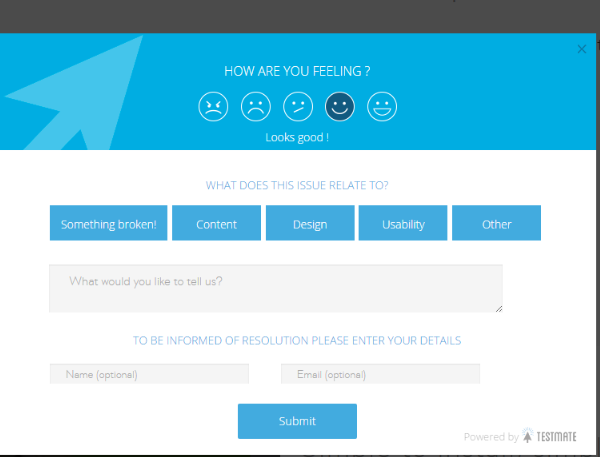 HOW ARE YOU FEELING ?
Looks good !
WHAT DOES THIS ISSUE RELATE TO?
Something broken! Content Design Usability Other
What would you like to tell us?
TO BE INFORMED OF RESOLUTION PLEASE ENTER YOUR DETAILS
Name (optional) Email (optional)
Submit
Powered by TESTMATE